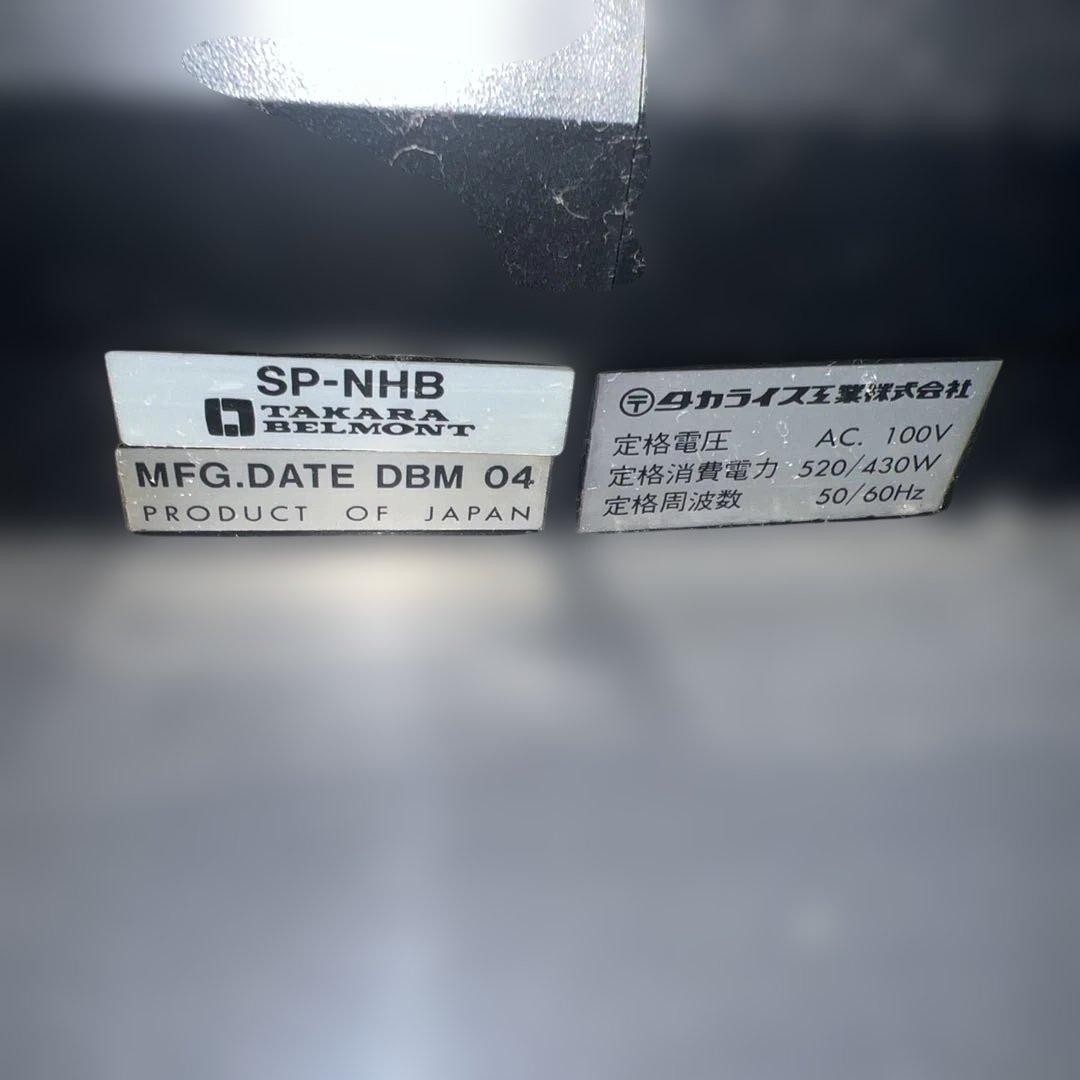 SP-NHB
TAKARA
BELMONT
MFG.DATE DBM 04
PRODUCT OF JAPAN
〶タカライス工業株式会社
定格電圧 AC. 100V
定格消費電力 520/430W
定格周波数 50/60Hz